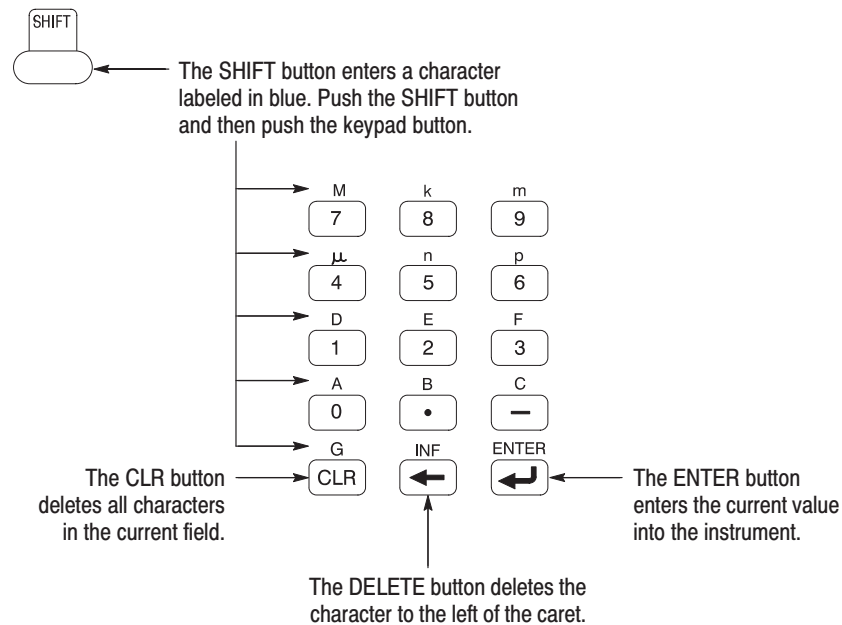 SHIFT
The SHIFT button enters a character
labeled in blue. Push the SHIFT button
and then push the keypad button.
M k m
7 8 9
μ n p
4 5 6
D E F
1 2 3
A B C
0 • –
G INF ENTER
CLR ← ↵
The CLR button
deletes all characters
in the current field.
The ENTER button
enters the current value
into the instrument.
The DELETE button deletes the
character to the left of the caret.